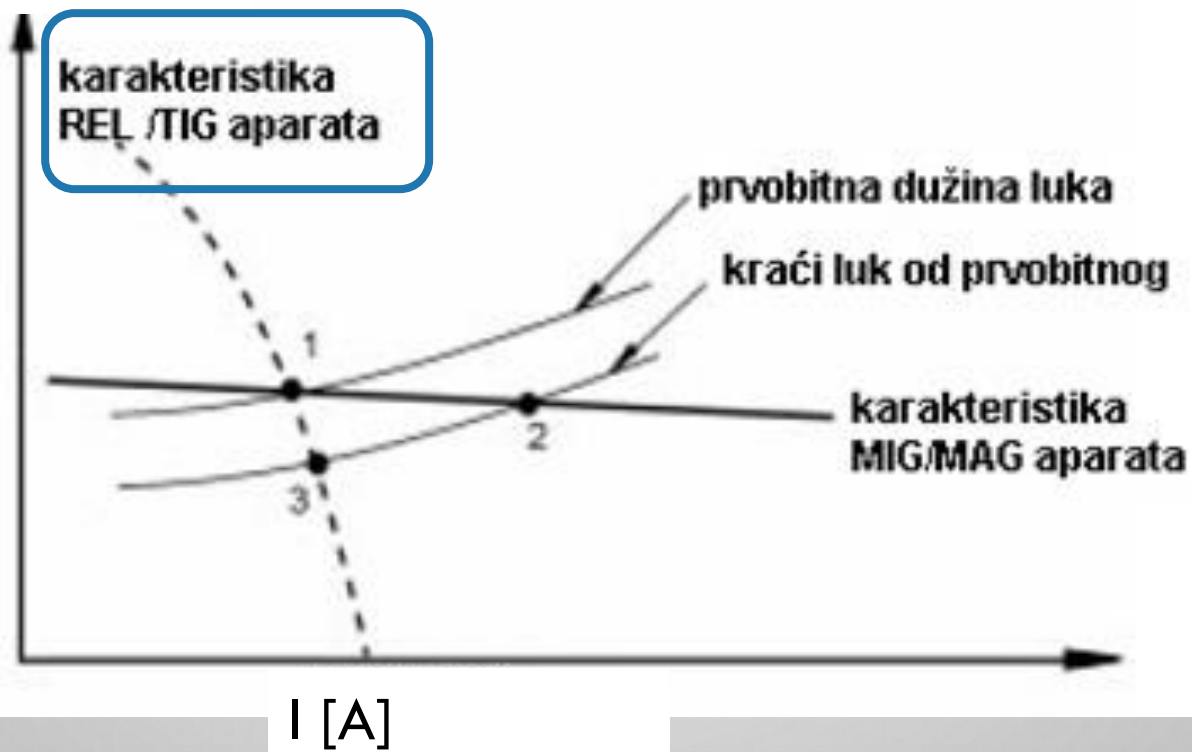 karakteristika
REL /TIG aparata
prvobitna dužina luka
kraći luk od prvobitnog
1
2
3
karakteristika
MIG/MAG aparata
I [A]